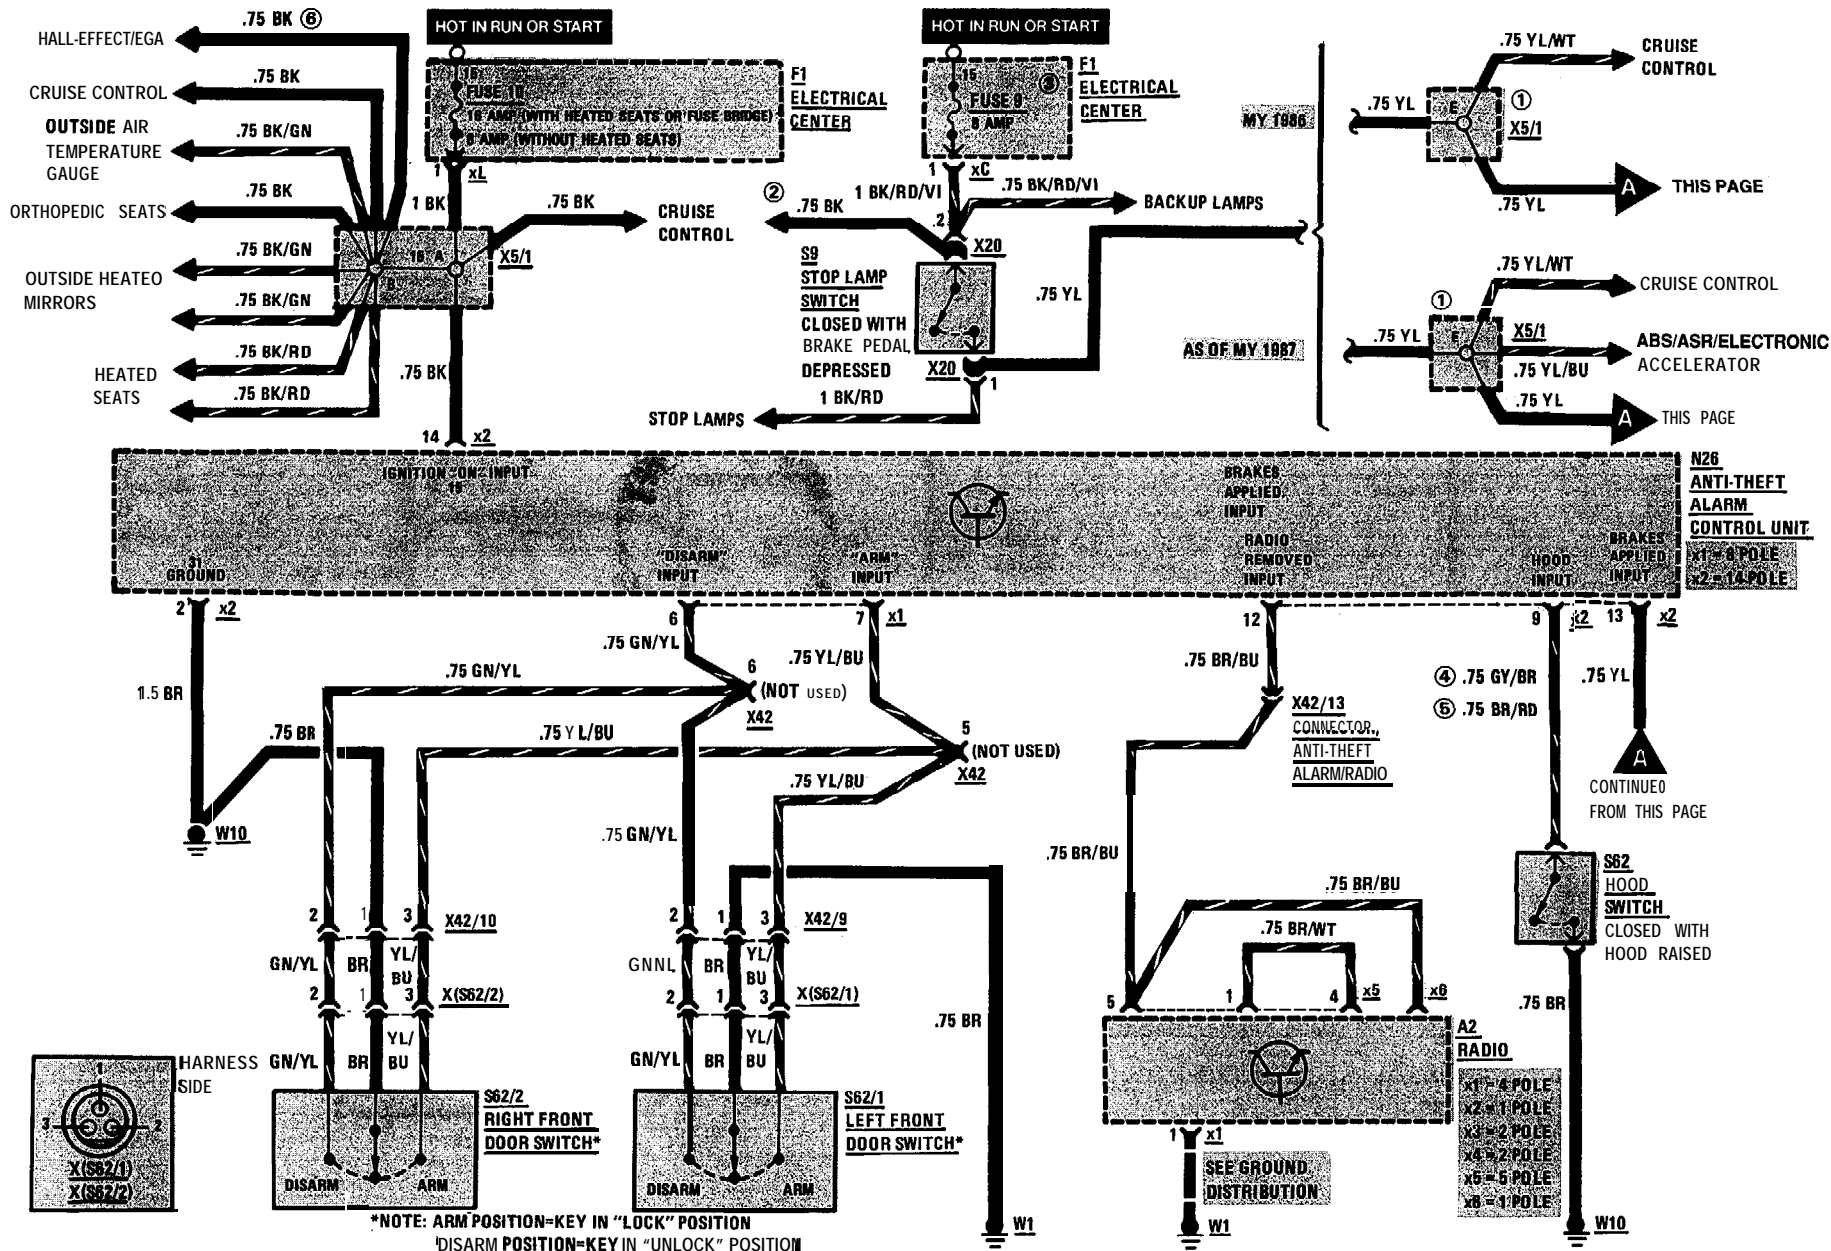 .75 BK ⑥
HALL-EFFECT/EGA
.75 BK
CRUISE CONTROL
OUTSIDE AIR
TEMPERATURE
GAUGE
.75 BK/GN
ORTHOPEDIC SEATS
.75 BK
.75 BK/GN
OUTSIDE HEATEO
MIRRORS
.75 BK/GN
.75 BK/RD
HEATED
SEATS
.75 BK/RD
HOT IN RUN OR START
15
FUSE 10
16 AMP (WITH HEATED SEATS OR FUSE BRIDGE)
8 AMP (WITHOUT HEATED SEATS)
F1
ELECTRICAL
CENTER
1
xL
1 BK
.75 BK
CRUISE
CONTROL
15 A
B
X5/1
.75 BK
14
x2
HOT IN RUN OR START
15
FUSE 9
8 AMP
③
F1
ELECTRICAL
CENTER
1
xC
② .75 BK
1 BK/RD/VI
.75 BK/RD/VI
BACKUP LAMPS
.2
X20
S9
STOP LAMP
SWITCH
CLOSED WITH
BRAKE PEDAL
DEPRESSED
.75 YL
X20
1
1 BK/RD
STOP LAMPS
MY 1986
.75 YL
.75 YL/WT
CRUISE
CONTROL
E
①
X5/1
.75 YL
A
THIS PAGE
AS OF MY 1987
.75 YL
①
.75 YL/WT
CRUISE CONTROL
E
X5/1
ABS/ASR/ELECTRONIC
ACCELERATOR
.75 YL/BU
.75 YL
A
THIS PAGE
IGNITION "ON" INPUT
15
BRAKES
APPLIED
INPUT
31
GROUND
"DISARM"
INPUT
"ARM"
INPUT
RADIO
REMOVED
INPUT
HOOD
INPUT
BRAKES
APPLIED
INPUT
N26
ANTI-THEFT
ALARM
CONTROL UNIT
x1 = 8 POLE
x2 = 14 POLE
2
x2
6
7
x1
12
9
x2
13
x2
1.5 BR
.75 GN/YL
.75 GN/YL
6
(NOT USED)
X42
.75 YL/BU
.75 BR
.75 Y L/BU
5
(NOT USED)
X42
.75 YL/BU
.75 GN/YL
W10
.75 BR/BU
X42/13
CONNECTOR,
ANTI-THEFT
ALARM/RADIO
④ .75 GY/BR
⑤ .75 BR/RD
.75 YL
A
CONTINUE0
FROM THIS PAGE
.75 BR/BU
2
1
3
X42/10
GN/YL
BR
YL/
BU
2
1
3
X(S62/2)
GN/YL
BR
YL/
BU
2
1
3
X42/9
GNNL
BR
YL/
BU
2
1
3
X(S62/1)
GN/YL
BR
YL/
BU
.75 BR
.75 BR/BU
.75 BR/WT
5
1
4
x5
x6
S62
HOOD
SWITCH
CLOSED WITH
HOOD RAISED
.75 BR
HARNESS
SIDE
1
3
2
X(S62/1)
X(S62/2)
DISARM
ARM
S62/2
RIGHT FRONT
DOOR SWITCH*
DISARM
ARM
S62/1
LEFT FRONT
DOOR SWITCH*
A2
RADIO
x1 = 4 POLE
x2 = 1 POLE
x3 = 2 POLE
x4 = 2 POLE
x5 = 5 POLE
x6 = 1 POLE
1
x1
SEE GROUND
DISTRIBUTION
W1
W1
W10
*NOTE: ARM POSITION=KEY IN "LOCK" POSITION
DISARM POSITION=KEY IN "UNLOCK" POSITION